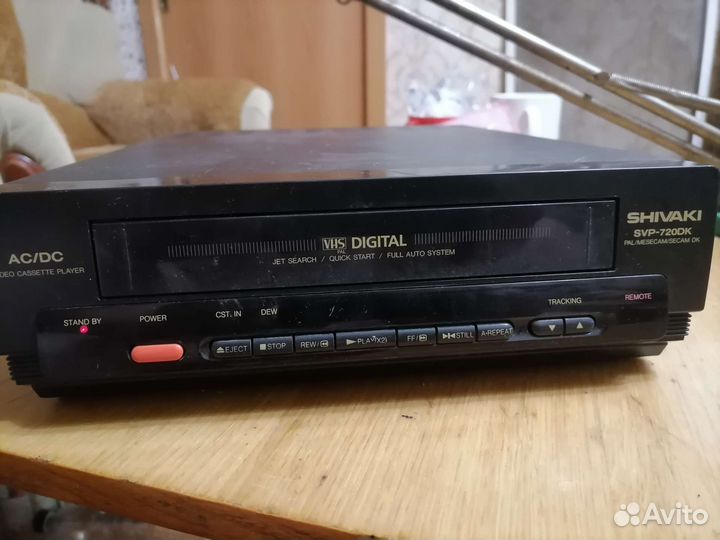 AC/DC
DEO CASSETTE PLAYER
VHS DIGITAL
PAL
JET SEARCH / QUICK START / FULL AUTO SYSTEM
SHIVAKI
SVP-720DK
PAL/MESECAM/SECAM DK
STAND BY
POWER
CST. IN
DEW
TRACKING
REMOTE
EJECT
STOP
REW/
PLAY/(X2)
FF/
STILL
A-REPEAT
Avito